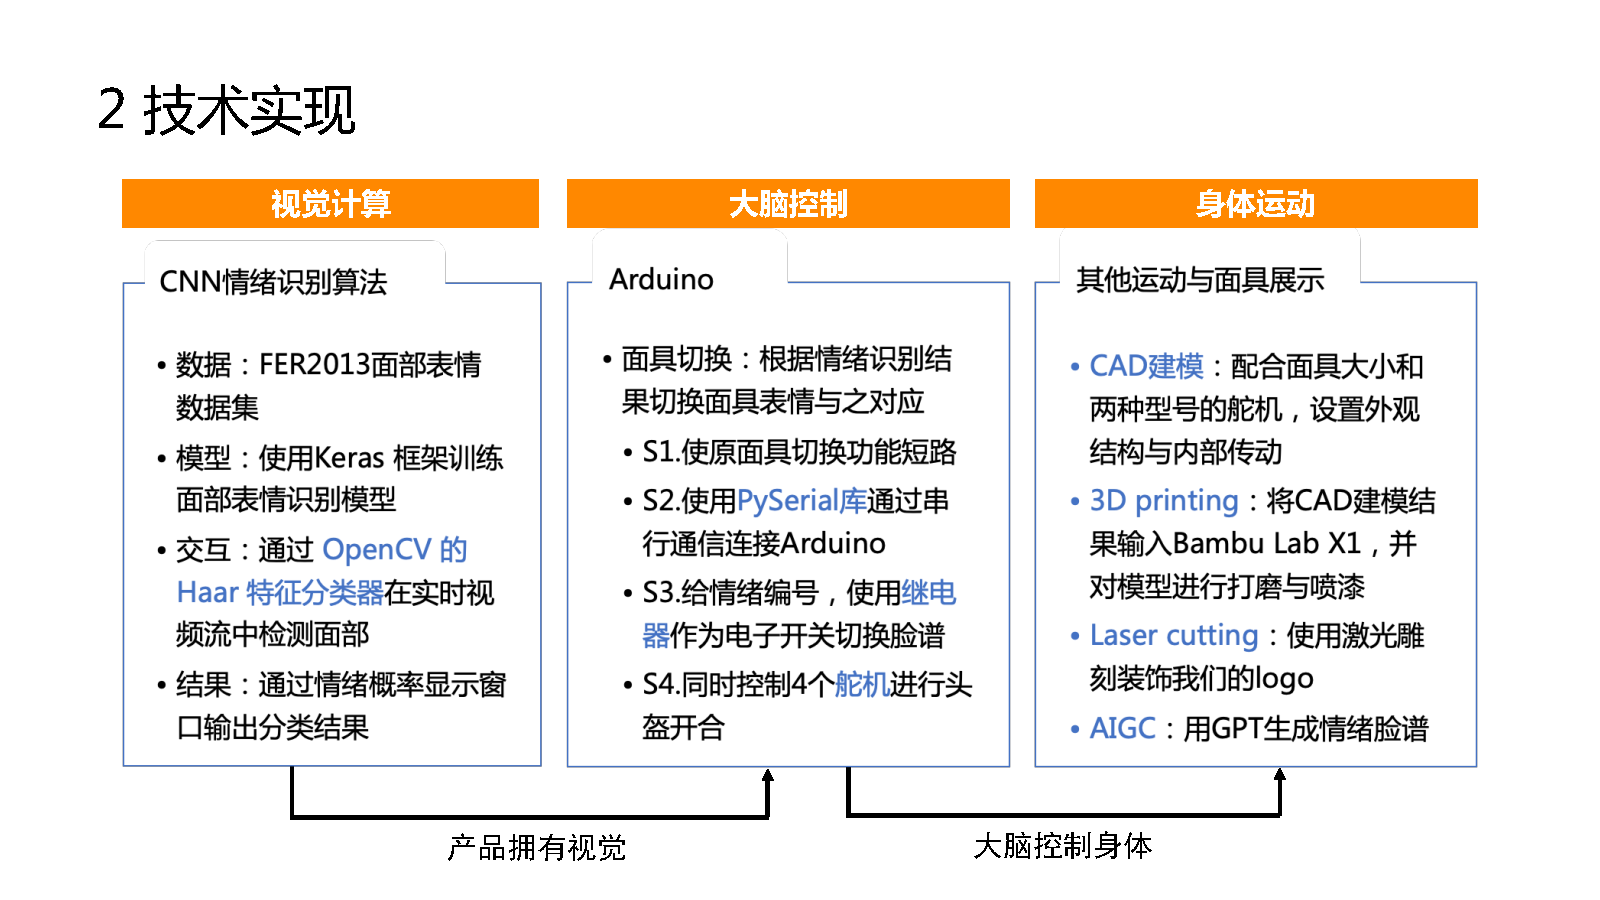 2 技术实现
视觉计算
CNN情绪识别算法
• 数据：FER2013面部表情
数据集
• 模型：使用Keras 框架训练
面部表情识别模型
• 交互：通过 OpenCV 的
Haar 特征分类器在实时视
频流中检测面部
• 结果：通过情绪概率显示窗
口输出分类结果
大脑控制
Arduino
• 面具切换：根据情绪识别结
果切换面具表情与之对应
• S1.使原面具切换功能短路
• S2.使用PySerial库通过串
行通信连接Arduino
• S3.给情绪编号，使用继电
器作为电子开关切换脸谱
• S4.同时控制4个舵机进行头
盔开合
身体运动
其他运动与面具展示
• CAD建模：配合面具大小和
两种型号的舵机，设置外观
结构与内部传动
• 3D printing：将CAD建模结
果输入Bambu Lab X1，并
对模型进行打磨与喷漆
• Laser cutting：使用激光雕
刻装饰我们的logo
• AIGC：用GPT生成情绪脸谱
产品拥有视觉
大脑控制身体